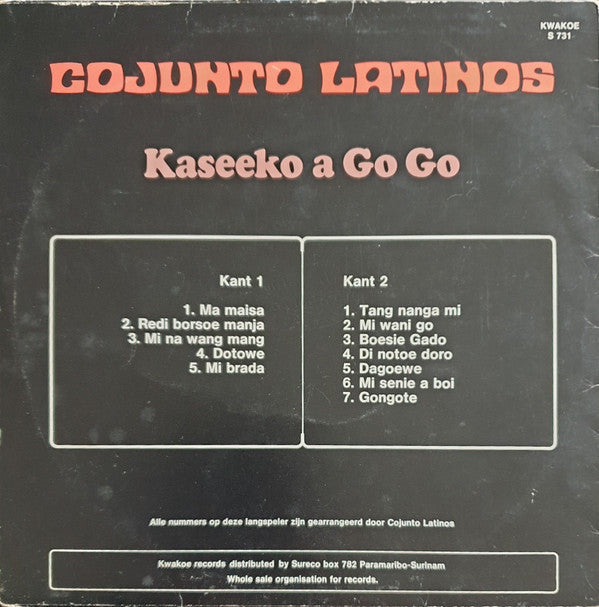 KWAKOE
S 731
COJUNTO LATINOS
Kaseeko a Go Go
Kant 1
1. Ma maisa
2. Redi borsoe manja
3. Mi na wang mang
4. Dotowe
5. Mi brada
Kant 2
1. Tang nanga mi
2. Mi wani go
3. Boesie Gado
4. Di notoe doro
5. Dagoewe
6. Mi senie a boi
7. Gongote
Alle nummers op deze langspeler zijn gearrangeerd door Cojunto Latinos
Kwakoe records distributed by Sureco box 782 Paramaribo-Surinam
Whole sale organisation for records.